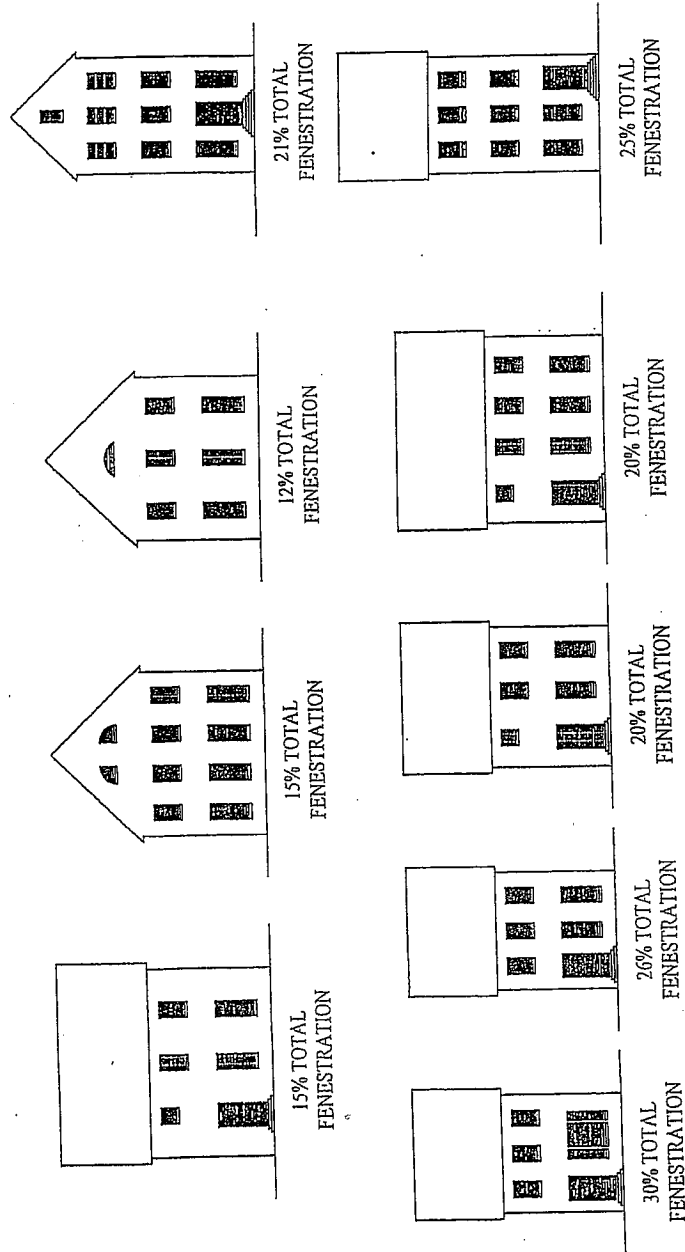 15% TOTAL
FENESTRATION
15% TOTAL
FENESTRATION
12% TOTAL
FENESTRATION
21% TOTAL
FENESTRATION
30% TOTAL
FENESTRATION
26% TOTAL
FENESTRATION
20% TOTAL
FENESTRATION
20% TOTAL
FENESTRATION
25% TOTAL
FENESTRATION